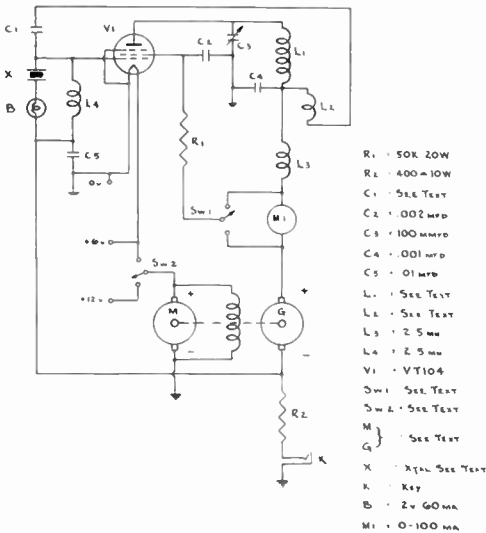 C1
V1
C2
C3
L1
X
C4
L2
B
L4
R1
L3
C5
0v
Sw1
M1
+6v
Sw2
+12v
+
+
M
G
-
-
R2
K
R1 · 50K 20W
R2 · 400 - 10W
C1 · SEE TEXT
C2 · .002 MFD
C3 · 100 MMFD
C4 · .001 MFD
C5 · .01 MFD
L1 · SEE TEXT
L2 · SEE TEXT
L3 · 2.5 MH
L4 · 2.5 MH
V1 · VT104
SW1 SEE TEXT
SW2 · SEE TEXT
M
G } · SEE TEXT
X · XTAL SEE TEXT
K · KEY
B · 2v 60 MA
M1 · 0-100 MA